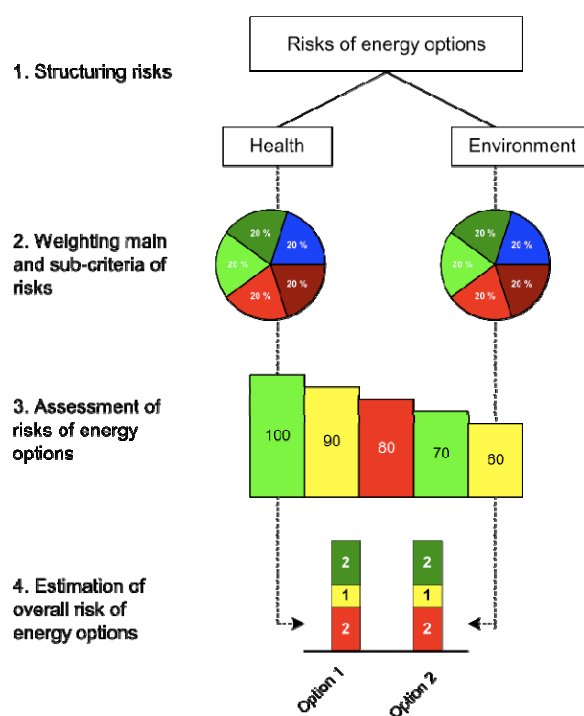 Risks of energy options
1. Structuring risks
Health
Environment
2. Weighting main
and sub-criteria of
risks
20 %
20 %
20 %
20 %
20 %
20 %
20 %
20 %
20 %
20 %
3. Assessment of
risks of energy
options
100
90
80
70
60
4. Estimation of
overall risk of
energy options
2
1
2
2
1
2
Option 1
Option 2